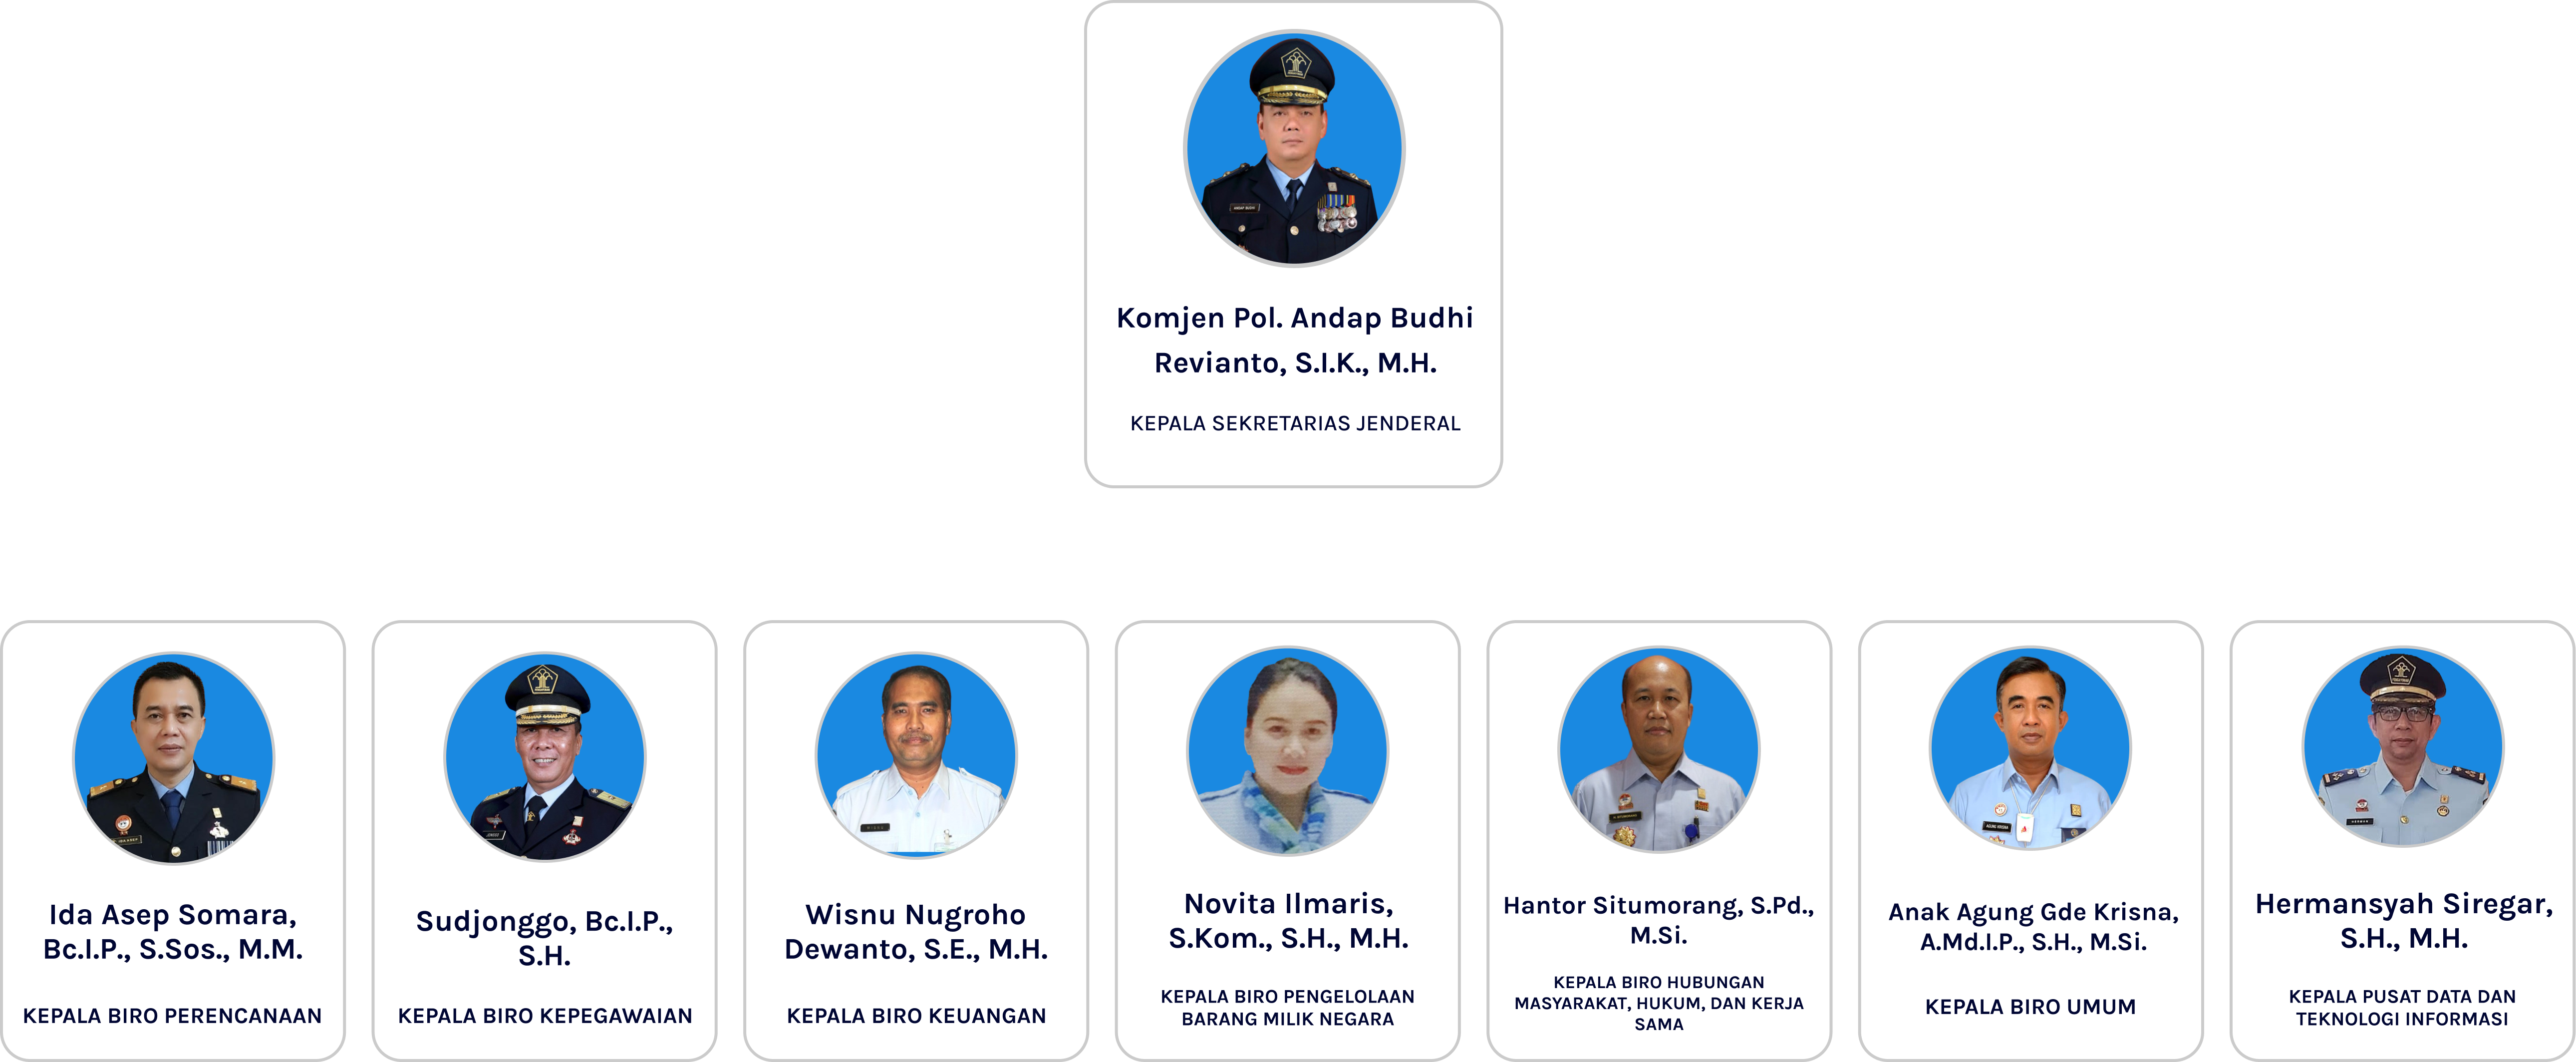 Komjen Pol. Andap Budhi
Revianto, S.I.K., M.H.
KEPALA SEKRETARIAS JENDERAL
Ida Asep Somara,
Bc.I.P., S.Sos., M.M.
KEPALA BIRO PERENCANAAN
Sudjonggo, Bc.I.P.,
S.H.
KEPALA BIRO KEPEGAWAIAN
Wisnu Nugroho
Dewanto, S.E., M.H.
KEPALA BIRO KEUANGAN
Novita Ilmaris,
S.Kom., S.H., M.H.
KEPALA BIRO PENGELOLAAN
BARANG MILIK NEGARA
Hantor Situmorang, S.Pd.,
M.Si.
KEPALA BIRO HUBUNGAN
MASYARAKAT, HUKUM, DAN KERJA
SAMA
Anak Agung Gde Krisna,
A.Md.I.P., S.H., M.Si.
KEPALA BIRO UMUM
Hermansyah Siregar,
S.H., M.H.
KEPALA PUSAT DATA DAN
TEKNOLOGI INFORMASI